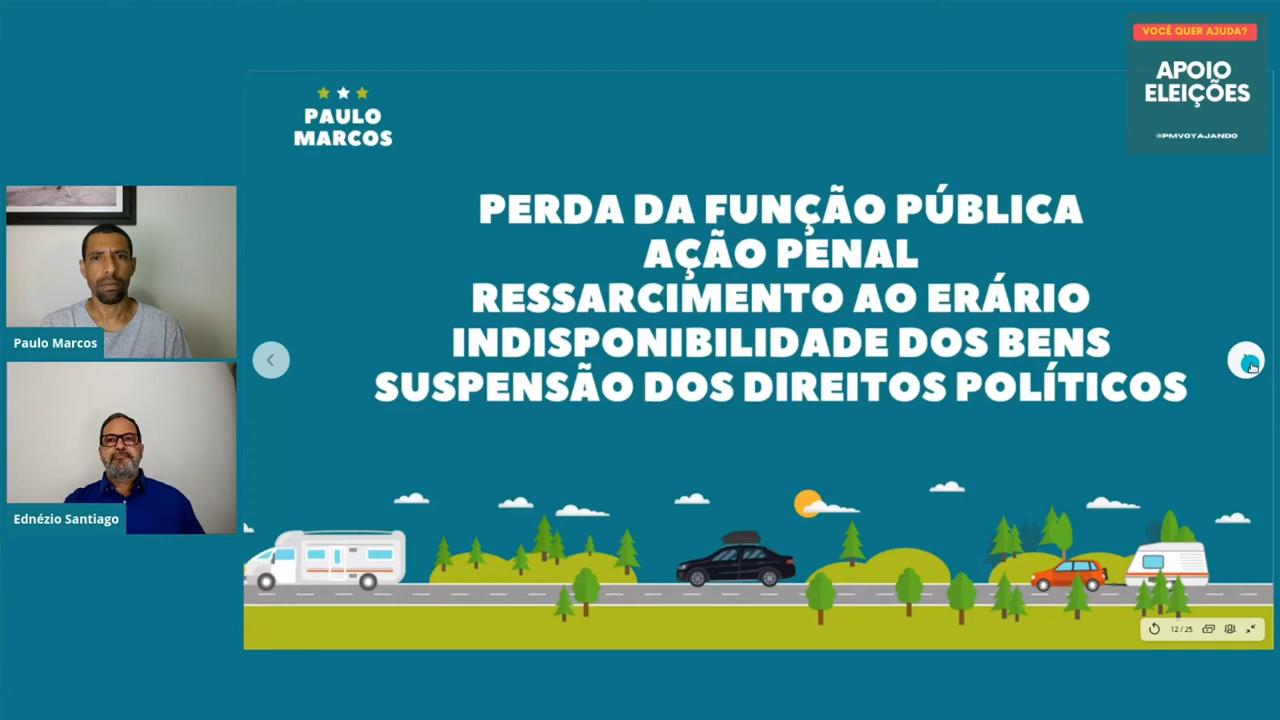 VOCÊ QUER AJUDA?
APOIO
ELEIÇÕES
@PMVOTAJANDO
PAULO
MARCOS
PERDA DA FUNÇÃO PÚBLICA
AÇÃO PENAL
RESSARCIMENTO AO ERÁRIO
INDISPONIBILIDADE DOS BENS
SUSPENSÃO DOS DIREITOS POLÍTICOS
Paulo Marcos
Ednézio Santiago
12 / 25